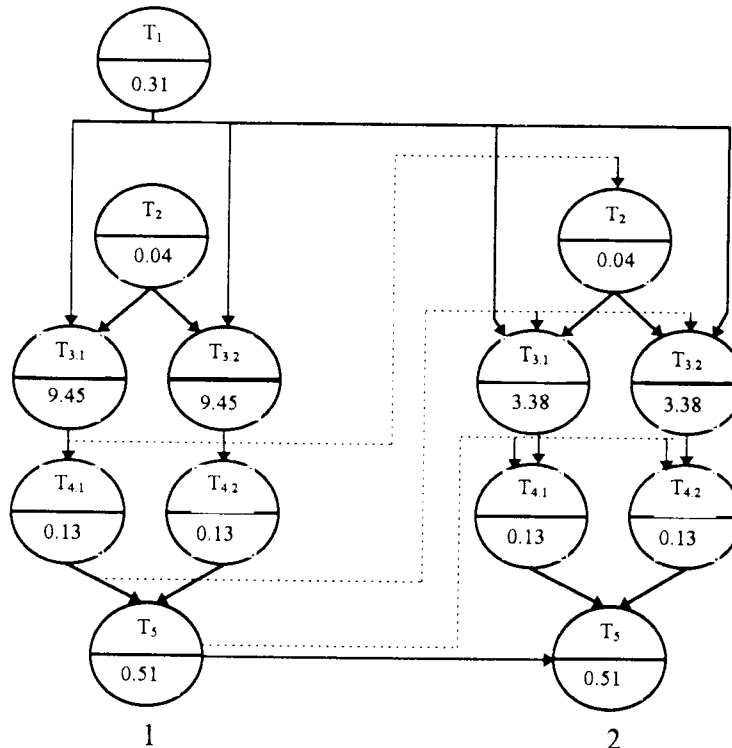 T₁
0.31
T₂
0.04
T₂
0.04
T₃.₁
9.45
T₃.₂
9.45
T₃.₁
3.38
T₃.₂
3.38
T₄.₁
0.13
T₄.₂
0.13
T₄.₁
0.13
T₄.₂
0.13
T₅
0.51
T₅
0.51
1
2